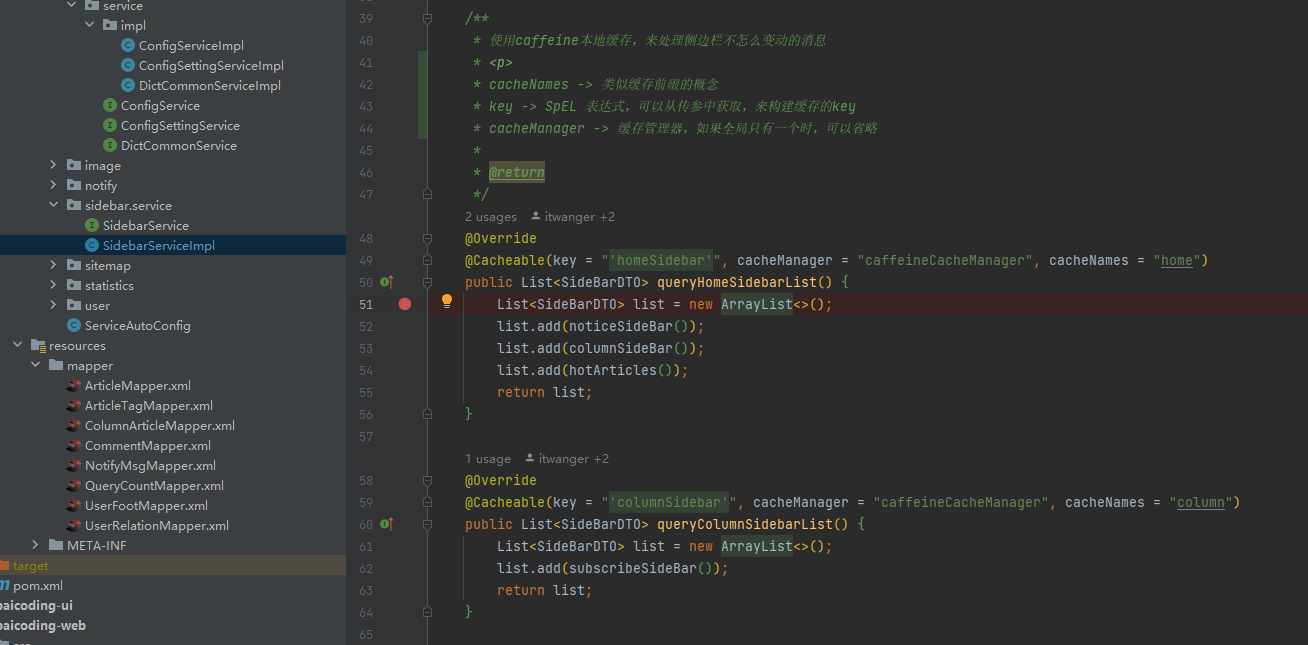 service
impl
ConfigServiceImpl
ConfigSettingServiceImpl
DictCommonServiceImpl
ConfigService
ConfigSettingService
DictCommonService
image
notify
sidebar.service
SidebarService
SidebarServiceImpl
sitemap
statistics
user
ServiceAutoConfig
resources
mapper
ArticleMapper.xml
ArticleTagMapper.xml
ColumnArticleMapper.xml
CommentMapper.xml
NotifyMsgMapper.xml
QueryCountMapper.xml
UserFootMapper.xml
UserRelationMapper.xml
META-INF
target
pom.xml
paicoding-ui
paicoding-web
39 /**
40 * 使用caffeine本地缓存，来处理侧边栏不怎么变动的消息
41 * <p>
42 * cacheNames -> 类似缓存前缀的概念
43 * key -> SpEL 表达式，可以从传参中获取，来构建缓存的key
44 * cacheManager -> 缓存管理器，如果全局只有一个时，可以省略
45 *
46 * @return
47 */
2 usages itwanger +2
48 @Override
49 @Cacheable(key = "'homeSidebar'", cacheManager = "caffeineCacheManager", cacheNames = "home")
50 public List<SideBarDTO> queryHomeSidebarList() {
51 List<SideBarDTO> list = new ArrayList<>();
52 list.add(noticeSideBar());
53 list.add(columnSideBar());
54 list.add(hotArticles());
55 return list;
56 }
57
1 usage itwanger +2
58 @Override
59 @Cacheable(key = "'columnSidebar'", cacheManager = "caffeineCacheManager", cacheNames = "column")
60 public List<SideBarDTO> queryColumnSidebarList() {
61 List<SideBarDTO> list = new ArrayList<>();
62 list.add(subscribeSideBar());
63 return list;
64 }
65